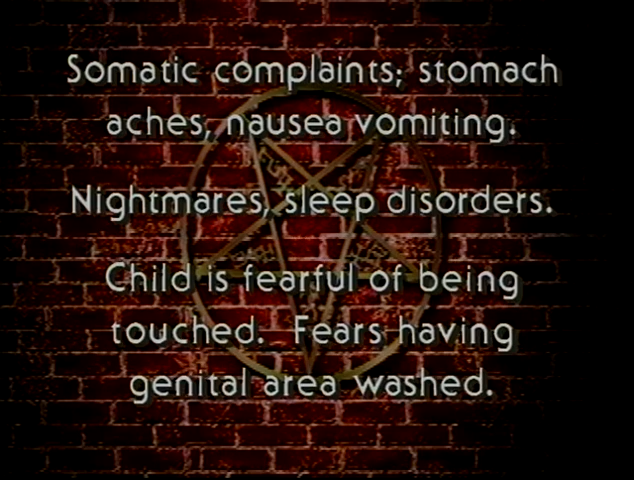 Somatic complaints; stomach
aches, nausea vomiting.
Nightmares, sleep disorders.
Child is fearful of being
touched.  Fears having
genital area washed.